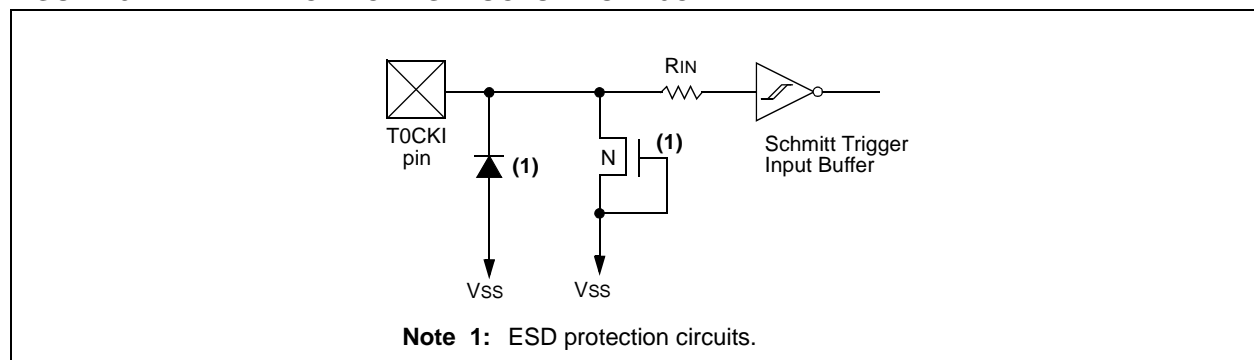 RIN
T0CKI
pin
(1)
N
(1)
Schmitt Trigger
Input Buffer
VSS
VSS
Note 1: ESD protection circuits.